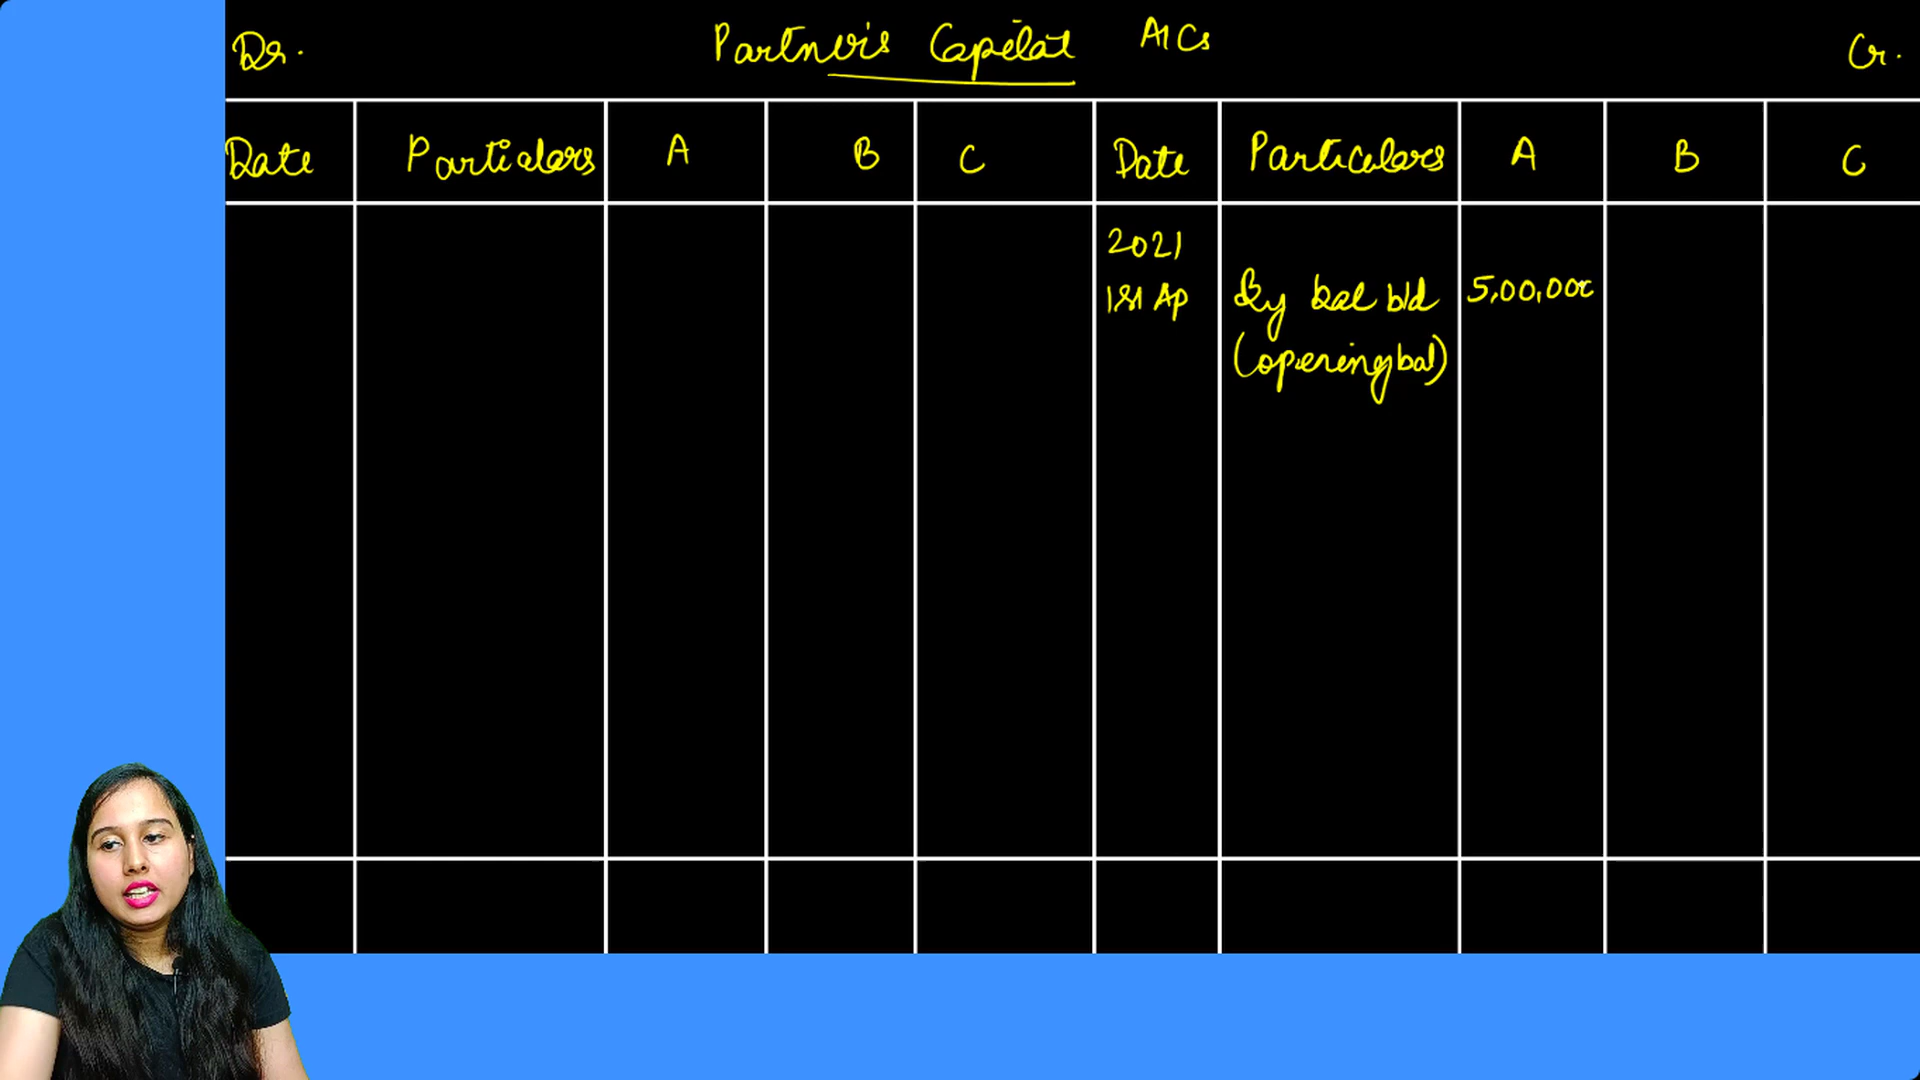 Dr. Partner's Capital A/Cs Cr.
Date Particulars A B C Date Particulars A B C
2021
1st Ap By bal b/d 5,00,000
(opening bal)